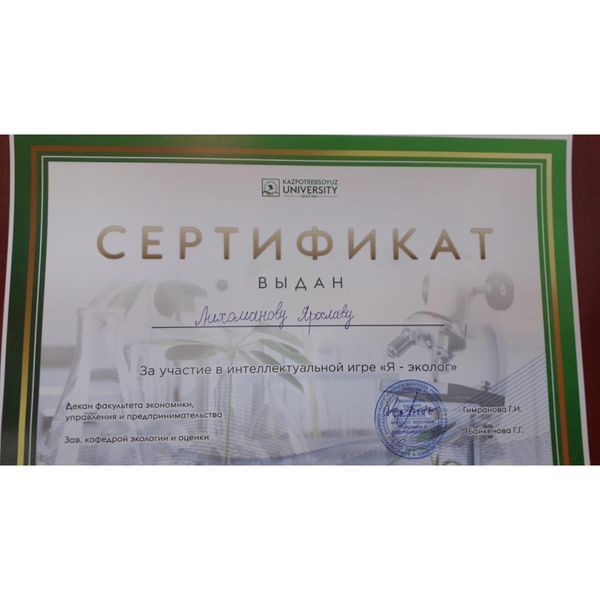 KAZPOTREBSOYUZ
UNIVERSITY
СЕРТИФИКАТ
ВЫДАН
Лихоманову Ярославу
За участие в интеллектуальной игре «Я - эколог»
Декан факультета экономики,
управления и предпринимательства
Гимранова Г.И.
Зав. кафедрой экологии и оценки
Байкенова Г.Г.